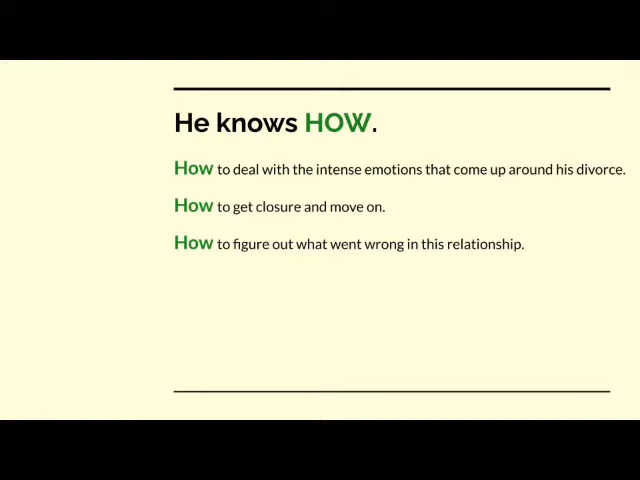 He knows HOW.
How to deal with the intense emotions that come up around his divorce.
How to get closure and move on.
How to figure out what went wrong in this relationship.